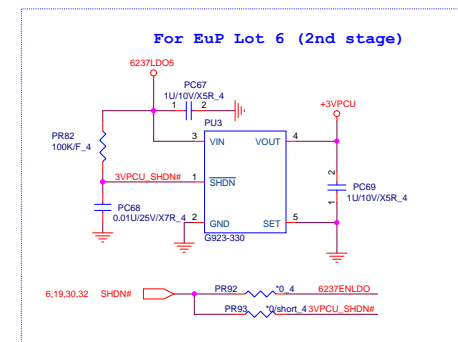 For EuP Lot 6 (2nd stage)
6237LDO5
PC67
1U/10V/X5R_4
1 2
+3VPCU
PU3
PR82
100K/F_4
3 VIN VOUT 4
3VPCU_SHDN# 1 SHDN
2
PC69
1U/10V/X5R_4
1
PC68
0.01U/25V/X7R_4
2 GND SET 5
G923-330
6,19,30,32 SHDN# PR92 *0_4 6237ENLDO
PR93 *0/short_4 3VPCU_SHDN#